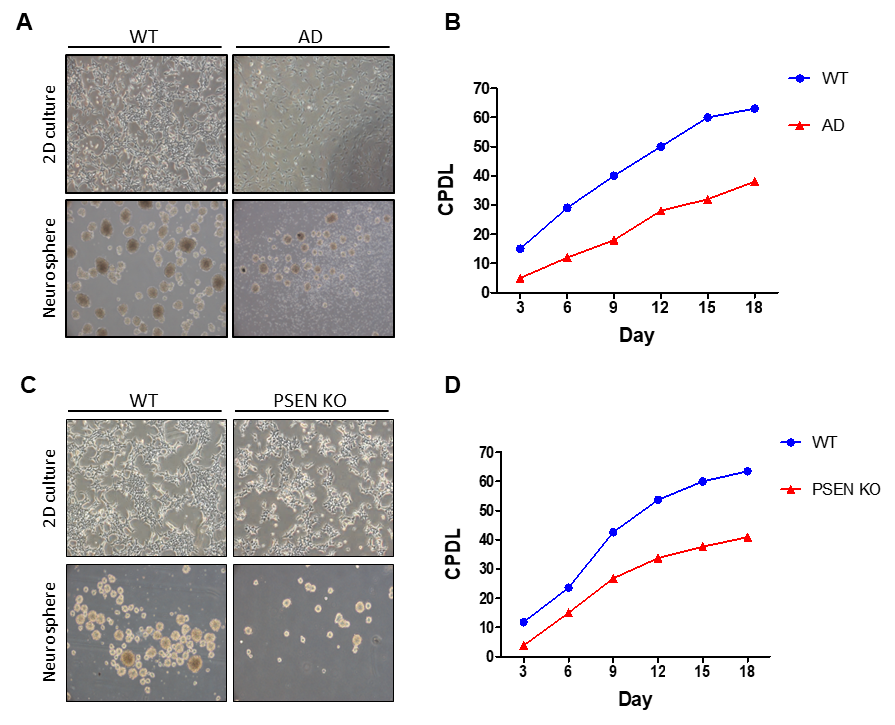 A
WT
AD
2D culture
Neurosphere
B
CPDL
70
60
50
40
30
20
10
0
3 6 9 12 15 18
Day
WT
AD
C
WT
PSEN KO
2D culture
Neurosphere
D
CPDL
70
60
50
40
30
20
10
0
3 6 9 12 15 18
Day
WT
PSEN KO